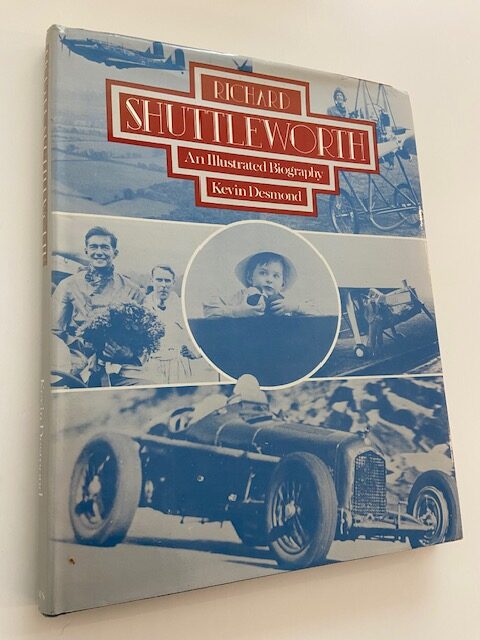 RICHARD
SHUTTLEWORTH
An Illustrated Biography
Kevin Desmond